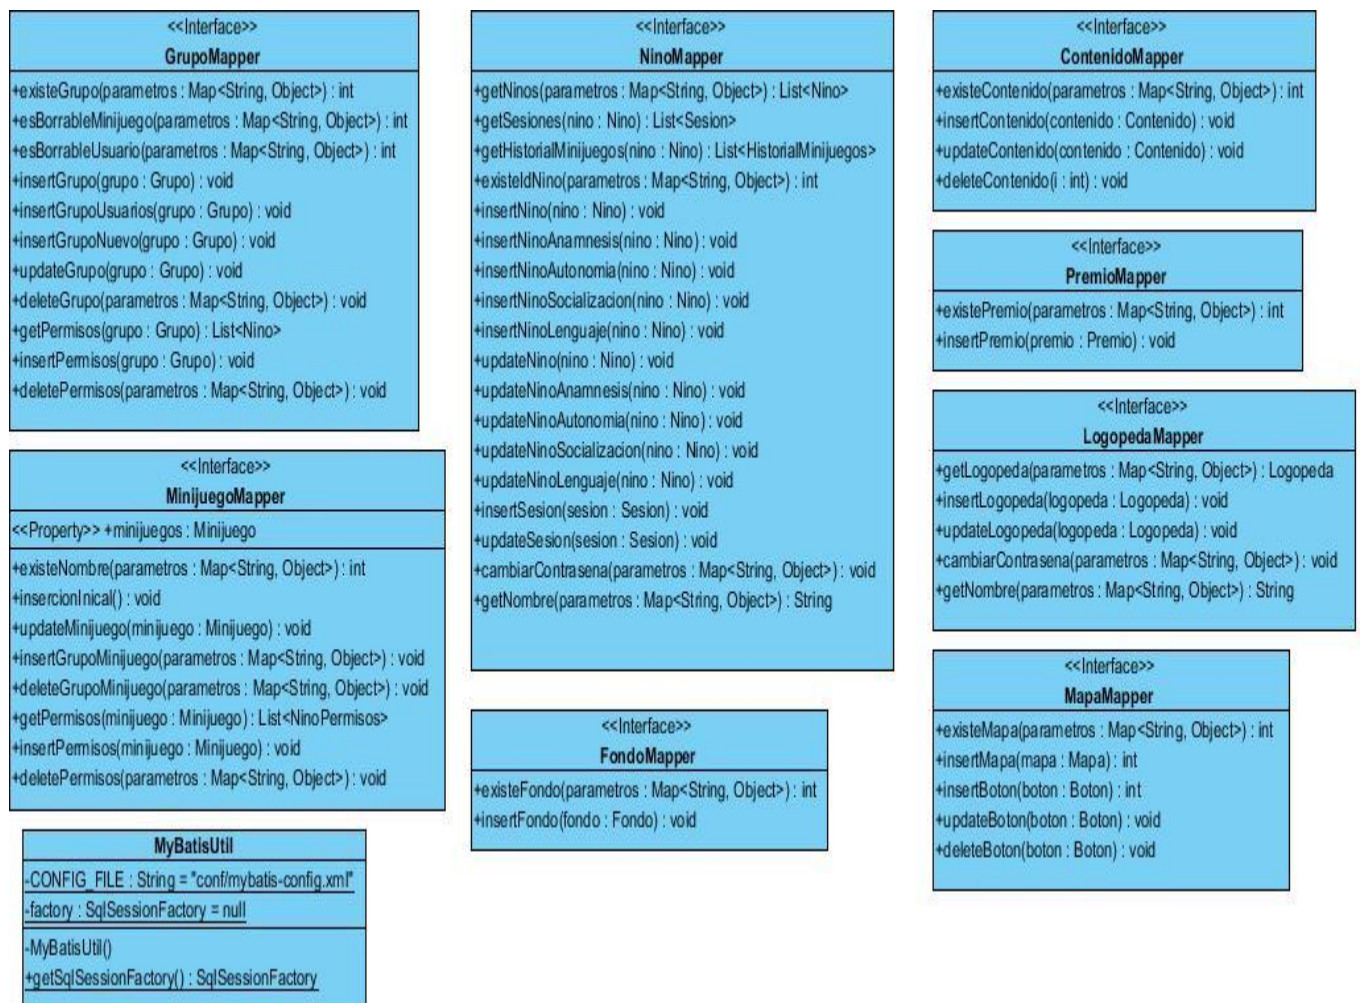 <<Interface>>
GrupoMapper
+existeGrupo(parametros : Map<String, Object>) : int
+esBorrableMinijuego(parametros : Map<String, Object>) : int
+esBorrableUsuario(parametros : Map<String, Object>) : int
+insertGrupo(grupo : Grupo) : void
+insertGrupoUsuarios(grupo : Grupo) : void
+insertGrupoNuevo(grupo : Grupo) : void
+updateGrupo(grupo : Grupo) : void
+deleteGrupo(parametros : Map<String, Object>) : void
+getPermisos(grupo : Grupo) : List<Nino>
+insertPermisos(grupo : Grupo) : void
+deletePermisos(parametros : Map<String, Object>) : void
<<Interface>>
MinijuegoMapper
<<Property>> +minijuegos : Minijuego
+existeNombre(parametros : Map<String, Object>) : int
+insercionInical() : void
+updateMinijuego(minijuego : Minijuego) : void
+insertGrupoMinijuego(parametros : Map<String, Object>) : void
+deleteGrupoMinijuego(parametros : Map<String, Object>) : void
+getPermisos(minijuego : Minijuego) : List<NinoPermisos>
+insertPermisos(minijuego : Minijuego) : void
+deletePermisos(parametros : Map<String, Object>) : void
MyBatisUtil
-CONFIG_FILE : String = "conf/mybatis-config.xml"
-factory : SqlSessionFactory = null
-MyBatisUtil()
+getSqlSessionFactory() : SqlSessionFactory
<<Interface>>
NinoMapper
+getNinos(parametros : Map<String, Object>) : List<Nino>
+getSesiones(nino : Nino) : List<Sesion>
+getHistorialMinijuegos(nino : Nino) : List<HistorialMinijuegos>
+existeIdNino(parametros : Map<String, Object>) : int
+insertNino(nino : Nino) : void
+insertNinoAnamnesis(nino : Nino) : void
+insertNinoAutonomia(nino : Nino) : void
+insertNinoSocializacion(nino : Nino) : void
+insertNinoLenguaje(nino : Nino) : void
+updateNino(nino : Nino) : void
+updateNinoAnamnesis(nino : Nino) : void
+updateNinoAutonomia(nino : Nino) : void
+updateNinoSocializacion(nino : Nino) : void
+updateNinoLenguaje(nino : Nino) : void
+insertSesion(sesion : Sesion) : void
+updateSesion(sesion : Sesion) : void
+cambiarContrasena(parametros : Map<String, Object>) : void
+getNombre(parametros : Map<String, Object>) : String
<<Interface>>
FondoMapper
+existeFondo(parametros : Map<String, Object>) : int
+insertFondo(fondo : Fondo) : void
<<Interface>>
ContenidoMapper
+existeContenido(parametros : Map<String, Object>) : int
+insertContenido(contenido : Contenido) : void
+updateContenido(contenido : Contenido) : void
+deleteContenido(i : int) : void
<<Interface>>
PremioMapper
+existePremio(parametros : Map<String, Object>) : int
+insertPremio(premio : Premio) : void
<<Interface>>
LogopedaMapper
+getLogopeda(parametros : Map<String, Object>) : Logopeda
+insertLogopeda(logopeda : Logopeda) : void
+updateLogopeda(logopeda : Logopeda) : void
+cambiarContrasena(parametros : Map<String, Object>) : void
+getNombre(parametros : Map<String, Object>) : String
<<Interface>>
MapaMapper
+existeMapa(parametros : Map<String, Object>) : int
+insertMapa(mapa : Mapa) : int
+insertBoton(boton : Boton) : int
+updateBoton(boton : Boton) : void
+deleteBoton(boton : Boton) : void